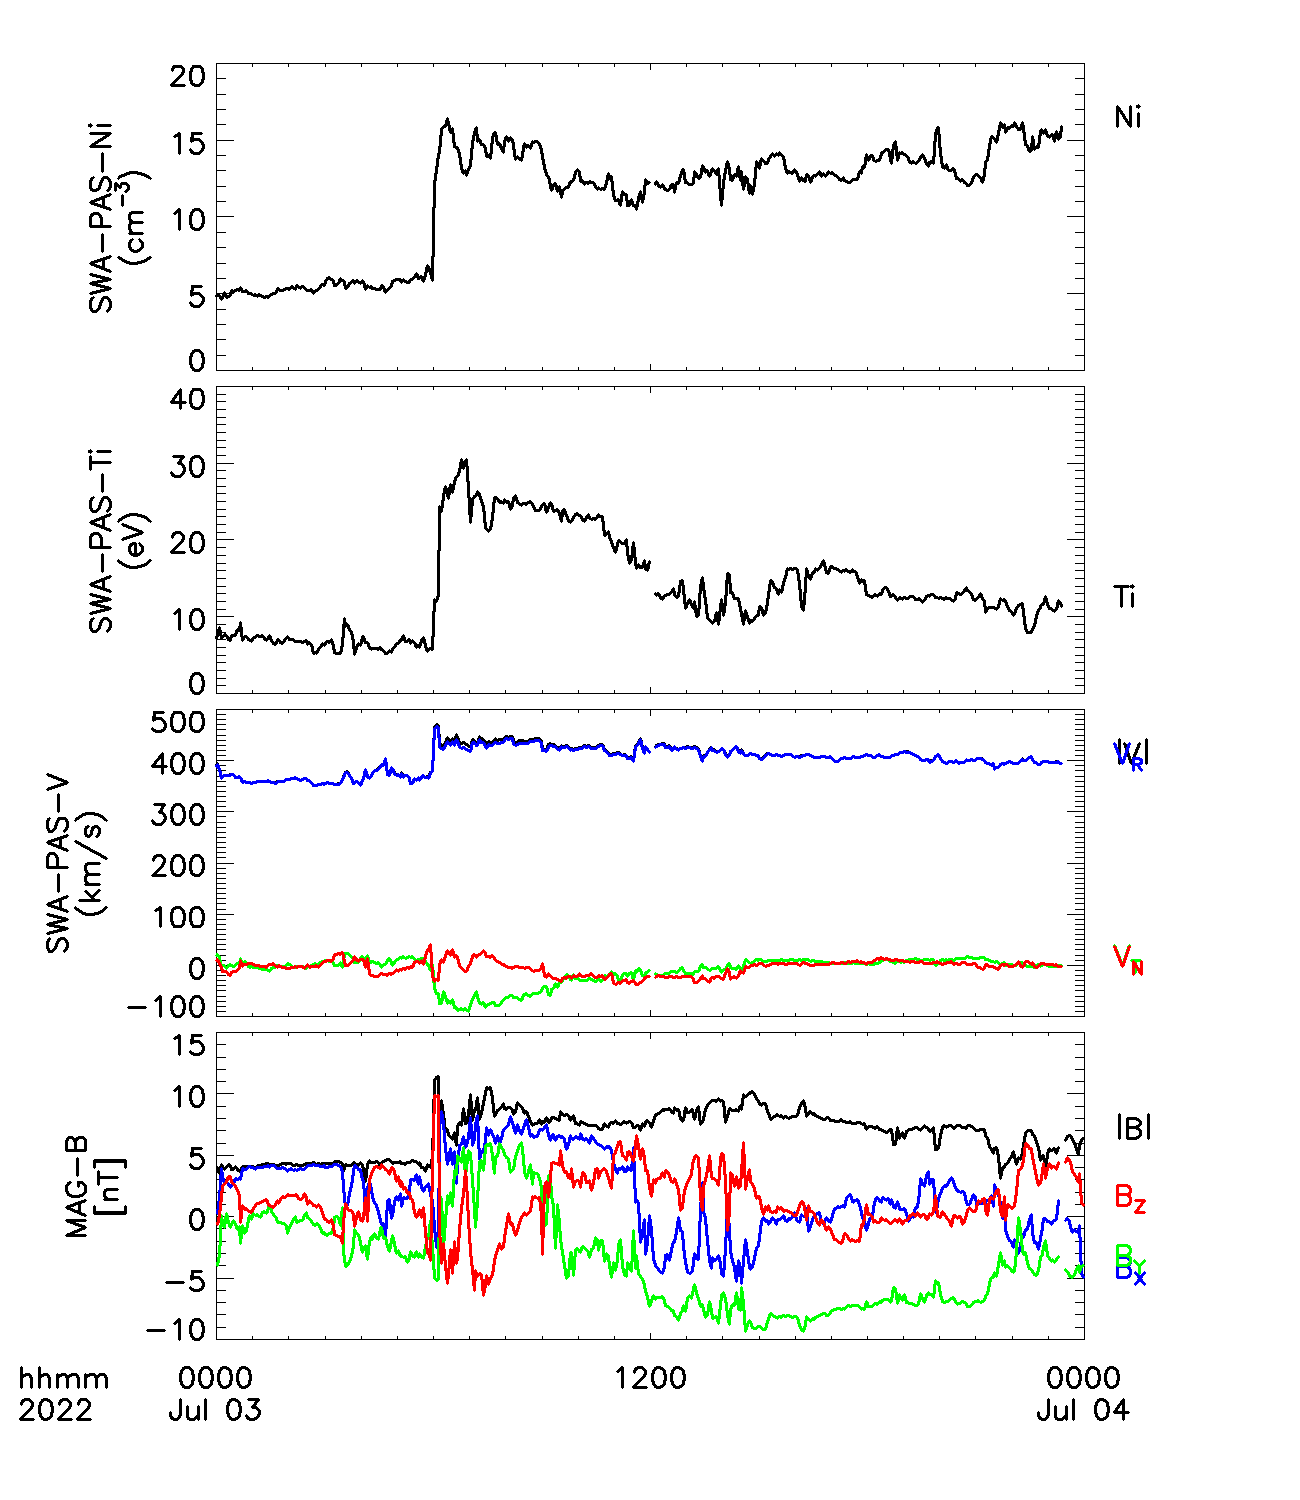 20
15
10
5
0
SWA-PAS-Ni
(cm⁻³)
Ni
40
30
20
10
0
SWA-PAS-Ti
(eV)
Ti
500
400
300
200
100
0
-100
SWA-PAS-V
(km/s)
|V|
V_R
V_N
15
10
5
0
-5
-10
MAG-B
[nT]
|B|
B_Z
B_Y
B_X
hhmm 0000 1200 0000
2022 Jul 03 Jul 04